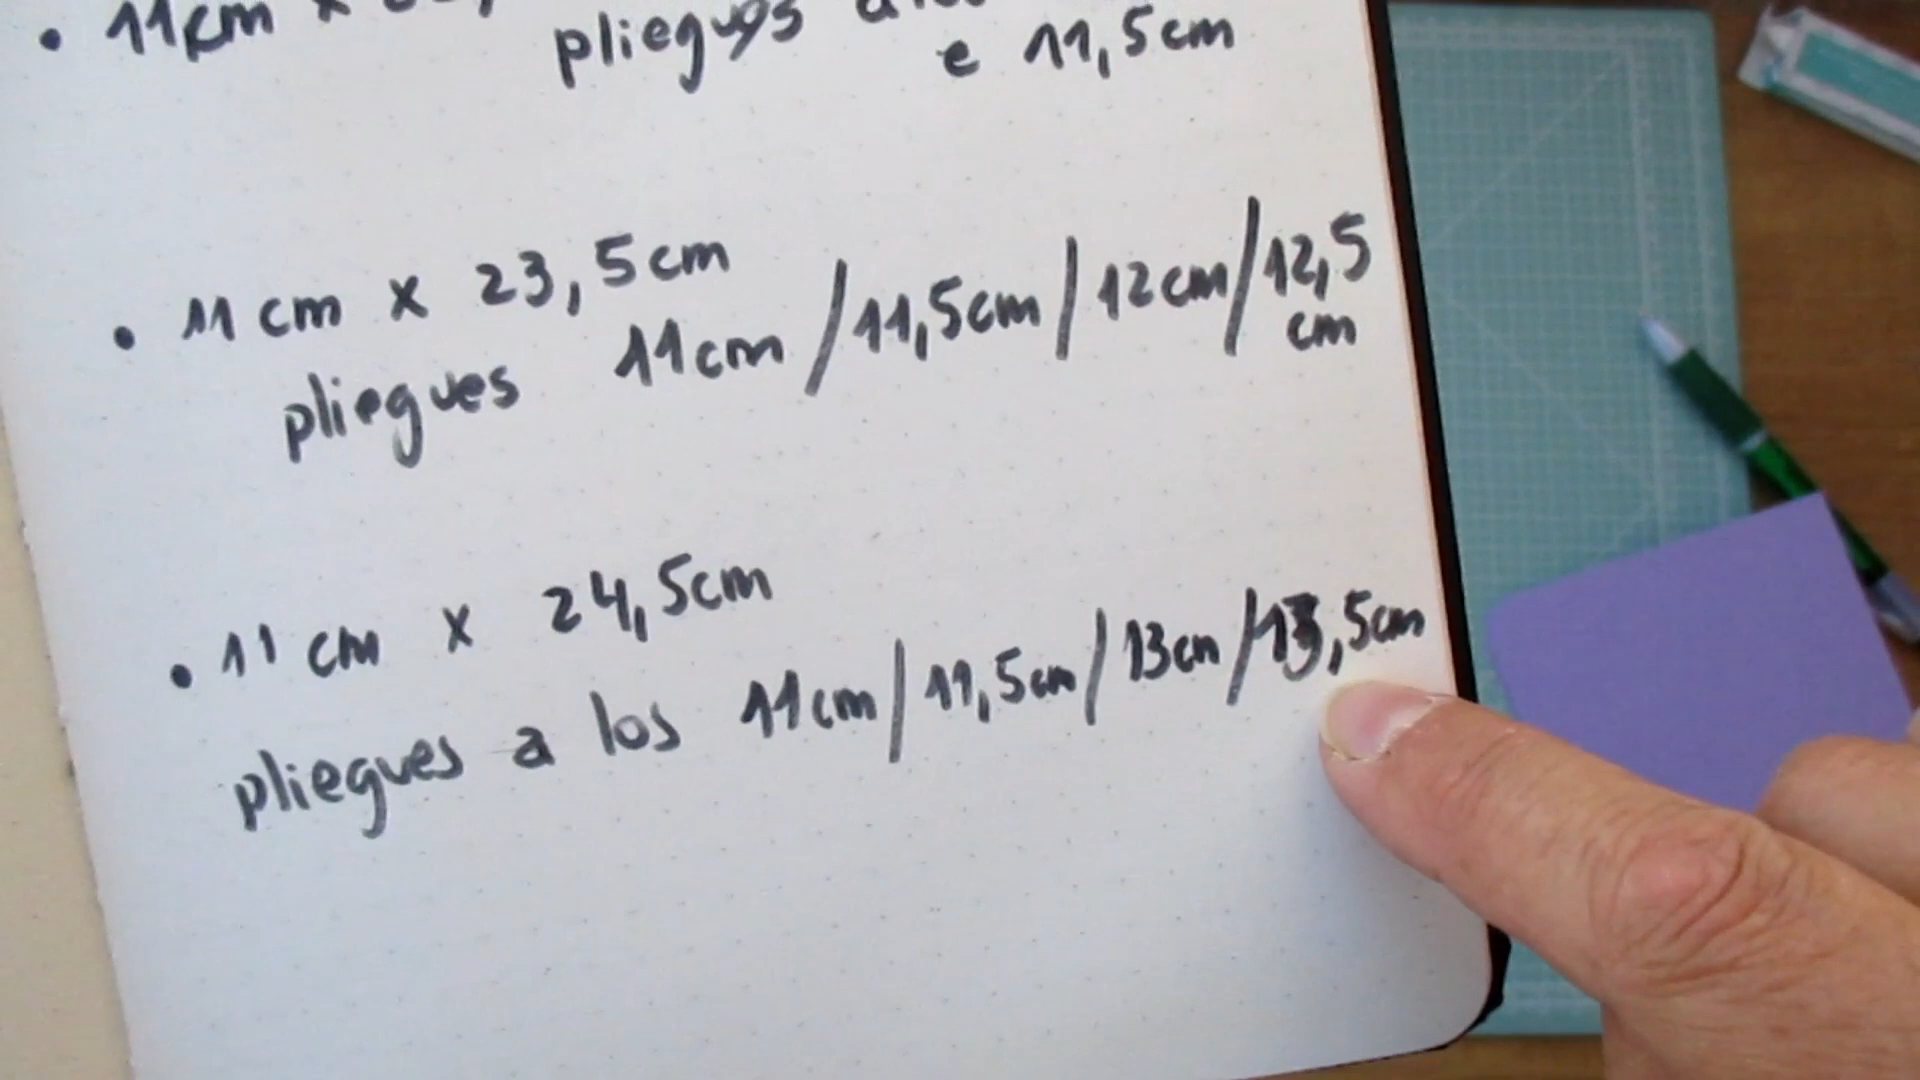 • 11cm x
pliegues
e 11,5cm
• 11 cm x 23,5cm
pliegues 11cm / 11,5cm / 12cm / 12,5
cm
• 11 cm x 24,5cm
pliegues a los 11cm / 11,5cm / 13cm / 13,5cm